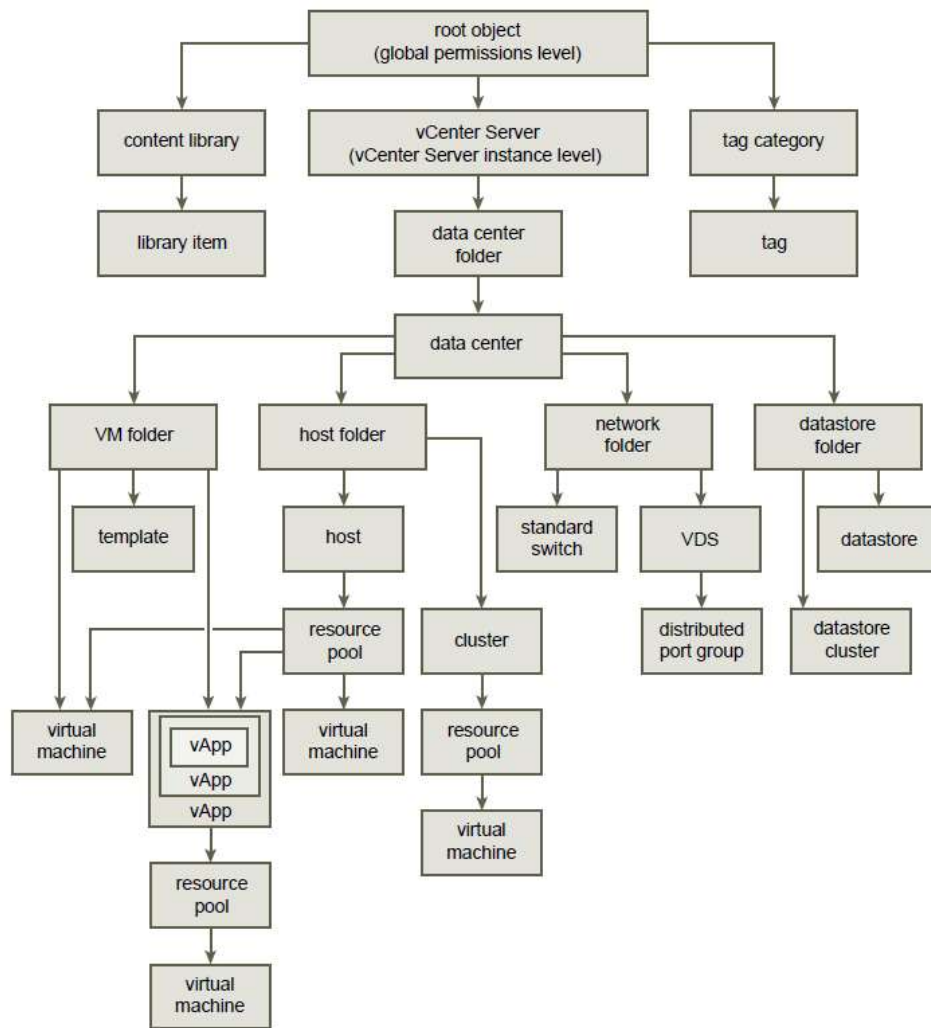 root object
(global permissions level)
content library
vCenter Server
(vCenter Server instance level)
tag category
library item
data center
folder
tag
data center
VM folder
host folder
network
folder
datastore
folder
template
host
standard
switch
VDS
datastore
resource
pool
cluster
distributed
port group
datastore
cluster
virtual
machine
vApp
vApp
vApp
virtual
machine
resource
pool
virtual
machine
resource
pool
virtual
machine